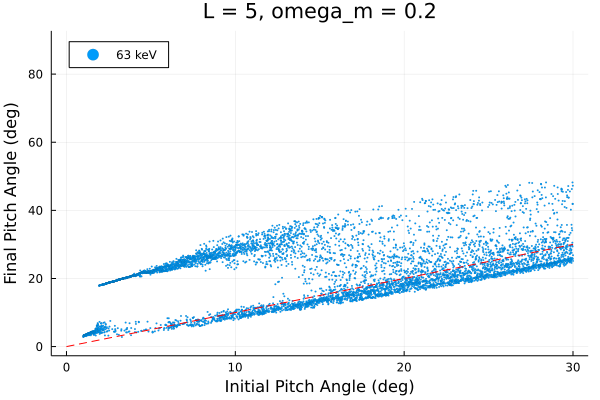 L = 5, omega_m = 0.2
63 keV
Final Pitch Angle (deg)
80
60
40
20
0
0
10
20
30
Initial Pitch Angle (deg)